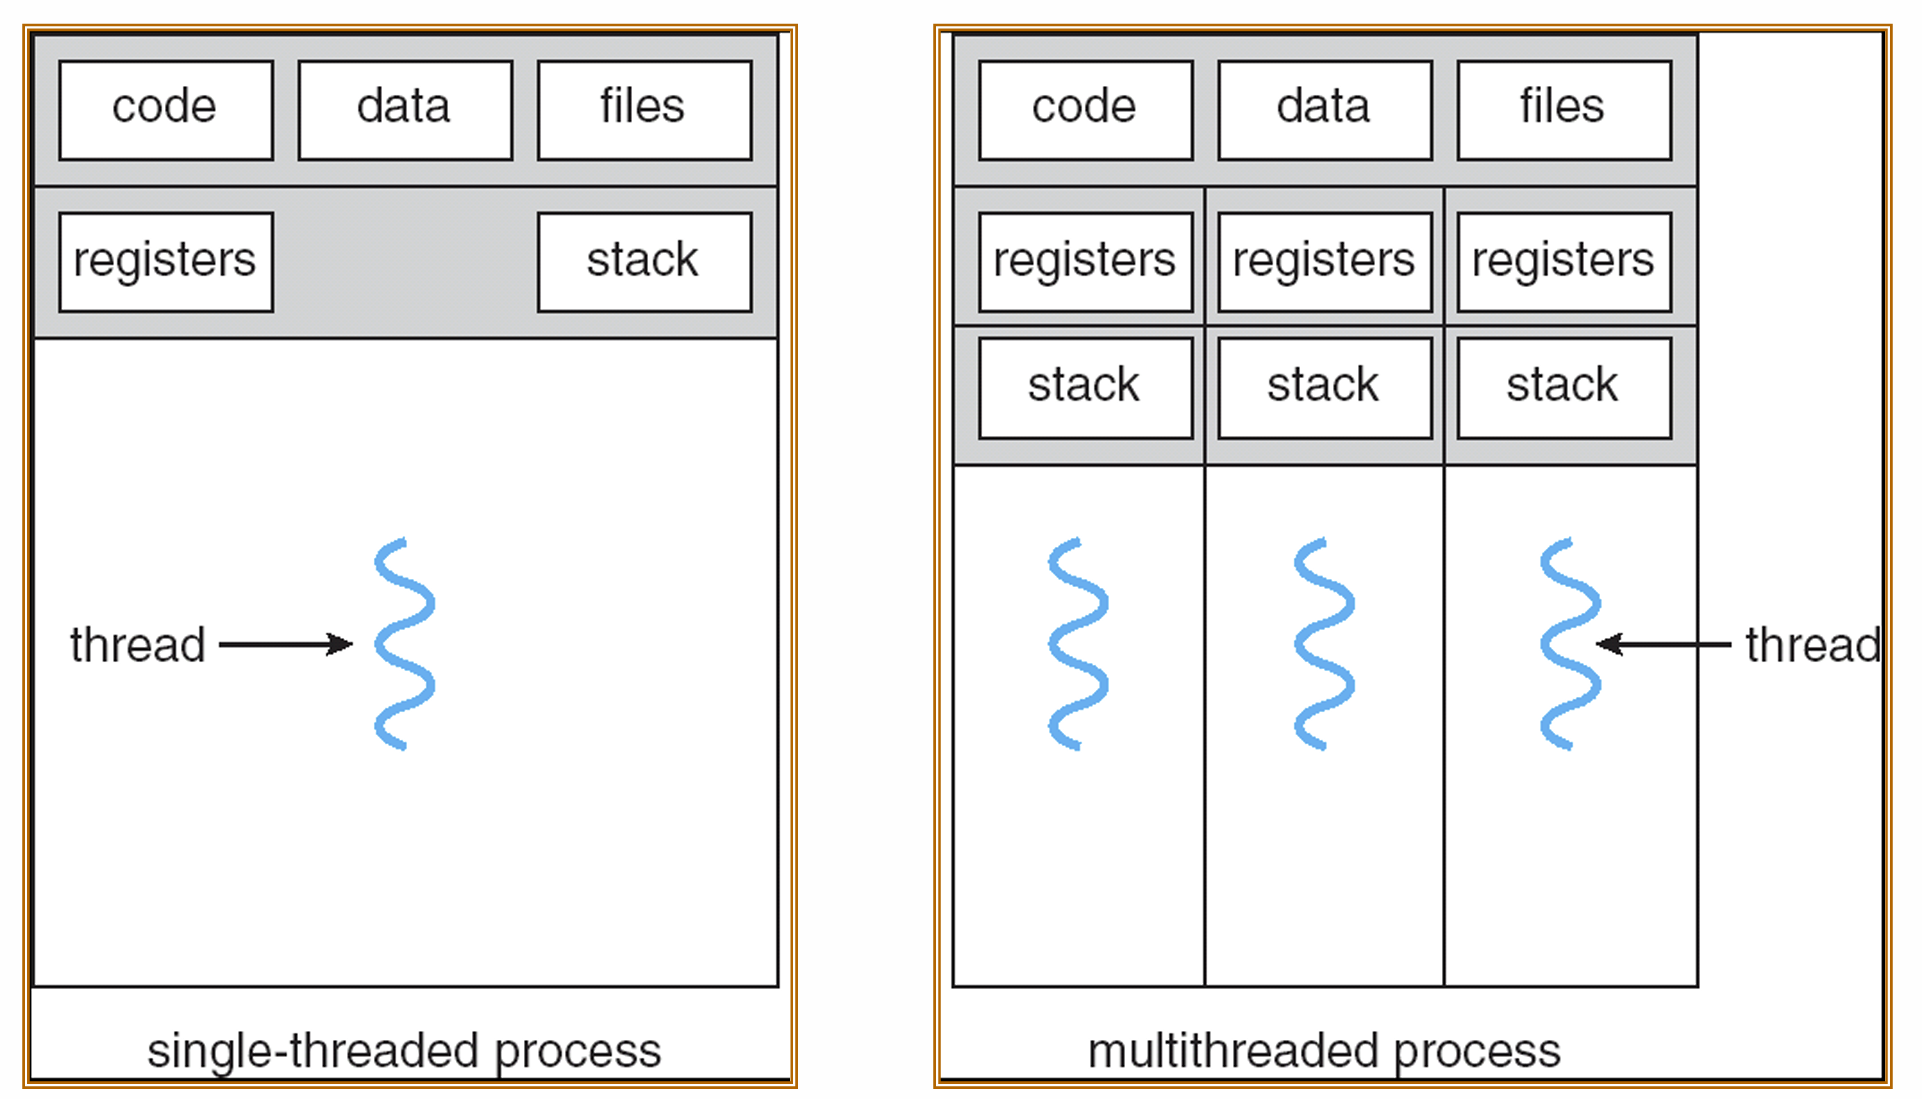 code data files
registers stack
thread
single-threaded process
code data files
registers registers registers
stack stack stack
thread
multithreaded process